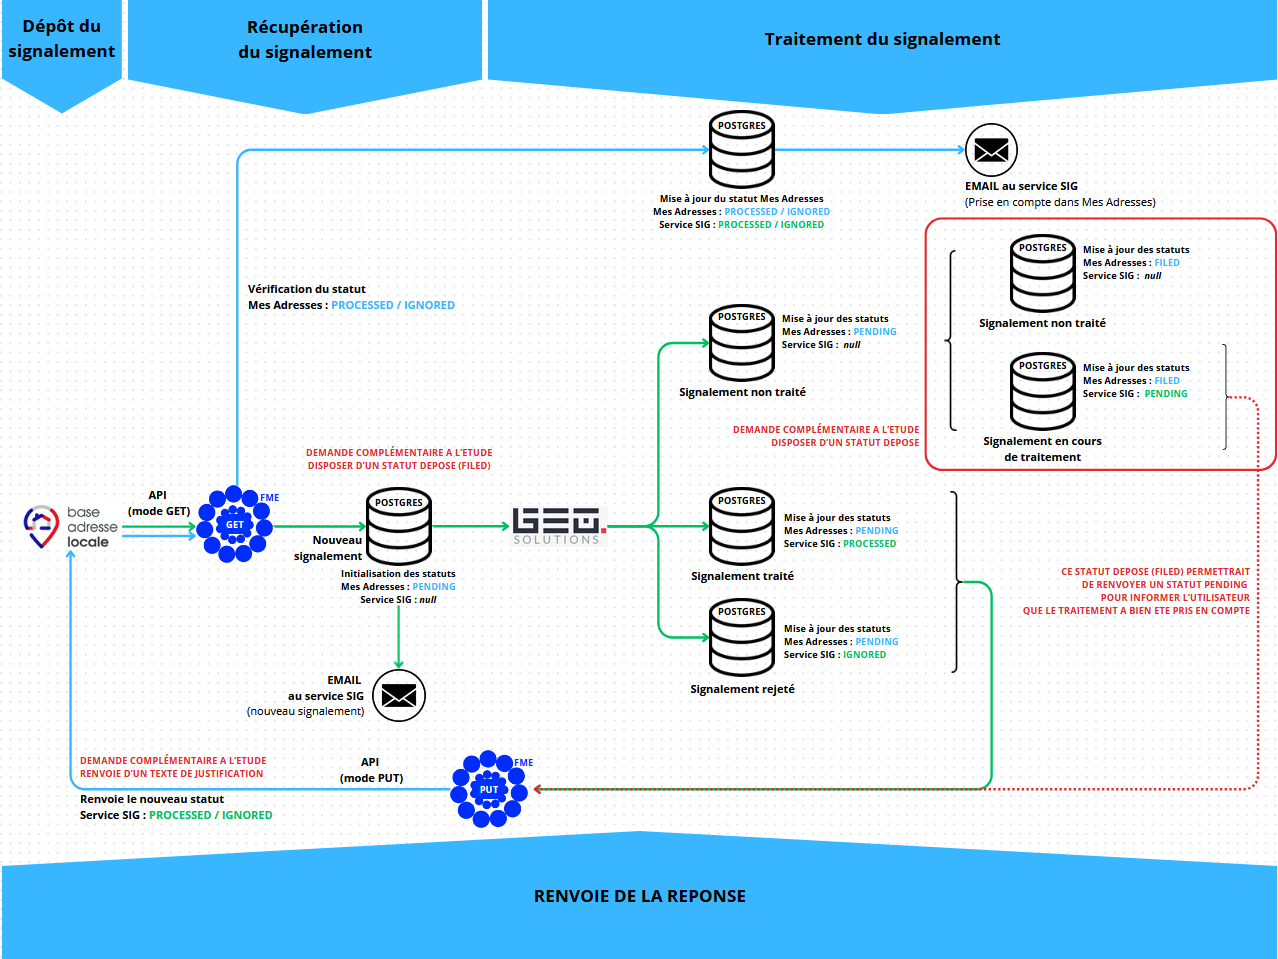 Dépôt du
signalement
Récupération
du signalement
Traitement du signalement
POSTGRES
Mise à jour du statut Mes Adresses
Mes Adresses : PROCESSED / IGNORED
Service SIG : PROCESSED / IGNORED
EMAIL au service SIG
(Prise en compte dans Mes Adresses)
POSTGRES
Mise à jour des statuts
Mes Adresses : FILED
Service SIG : null
Signalement non traité
Vérification du statut
Mes Adresses : PROCESSED / IGNORED
POSTGRES
Mise à jour des statuts
Mes Adresses : PENDING
Service SIG : null
Signalement non traité
POSTGRES
Mise à jour des statuts
Mes Adresses : FILED
Service SIG : PENDING
Signalement en cours
de traitement
DEMANDE COMPLÉMENTAIRE A L'ETUDE
DISPOSER D'UN STATUT DEPOSE
DEMANDE COMPLÉMENTAIRE A L'ETUDE
DISPOSER D'UN STATUT DEPOSE (FILED)
base
adresse
locale
API
(mode GET)
FME
GET
POSTGRES
Nouveau
signalement
Initialisation des statuts
Mes Adresses : PENDING
Service SIG : null
GEO.
SOLUTIONS
POSTGRES
Mise à jour des statuts
Mes Adresses : PENDING
Service SIG : PROCESSED
Signalement traité
CE STATUT DEPOSE (FILED) PERMETTRAIT
DE RENVOYER UN STATUT PENDING
POUR INFORMER L'UTILISATEUR
QUE LE TRAITEMENT A BIEN ETE PRIS EN COMPTE
POSTGRES
Mise à jour des statuts
Mes Adresses : PENDING
Service SIG : IGNORED
Signalement rejeté
EMAIL
au service SIG
(nouveau signalement)
DEMANDE COMPLÉMENTAIRE A L'ETUDE
RENVOIE D'UN TEXTE DE JUSTIFICATION
Renvoie le nouveau statut
Service SIG : PROCESSED / IGNORED
API
(mode PUT)
FME
PUT
RENVOIE DE LA REPONSE